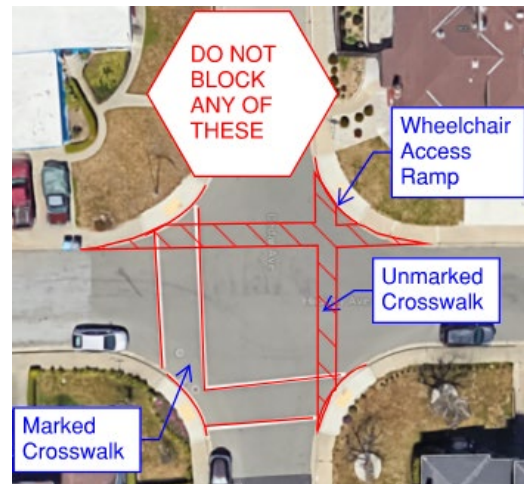 DO NOT
BLOCK
ANY OF
THESE
Wheelchair
Access
Ramp
Unmarked
Crosswalk
Marked
Crosswalk